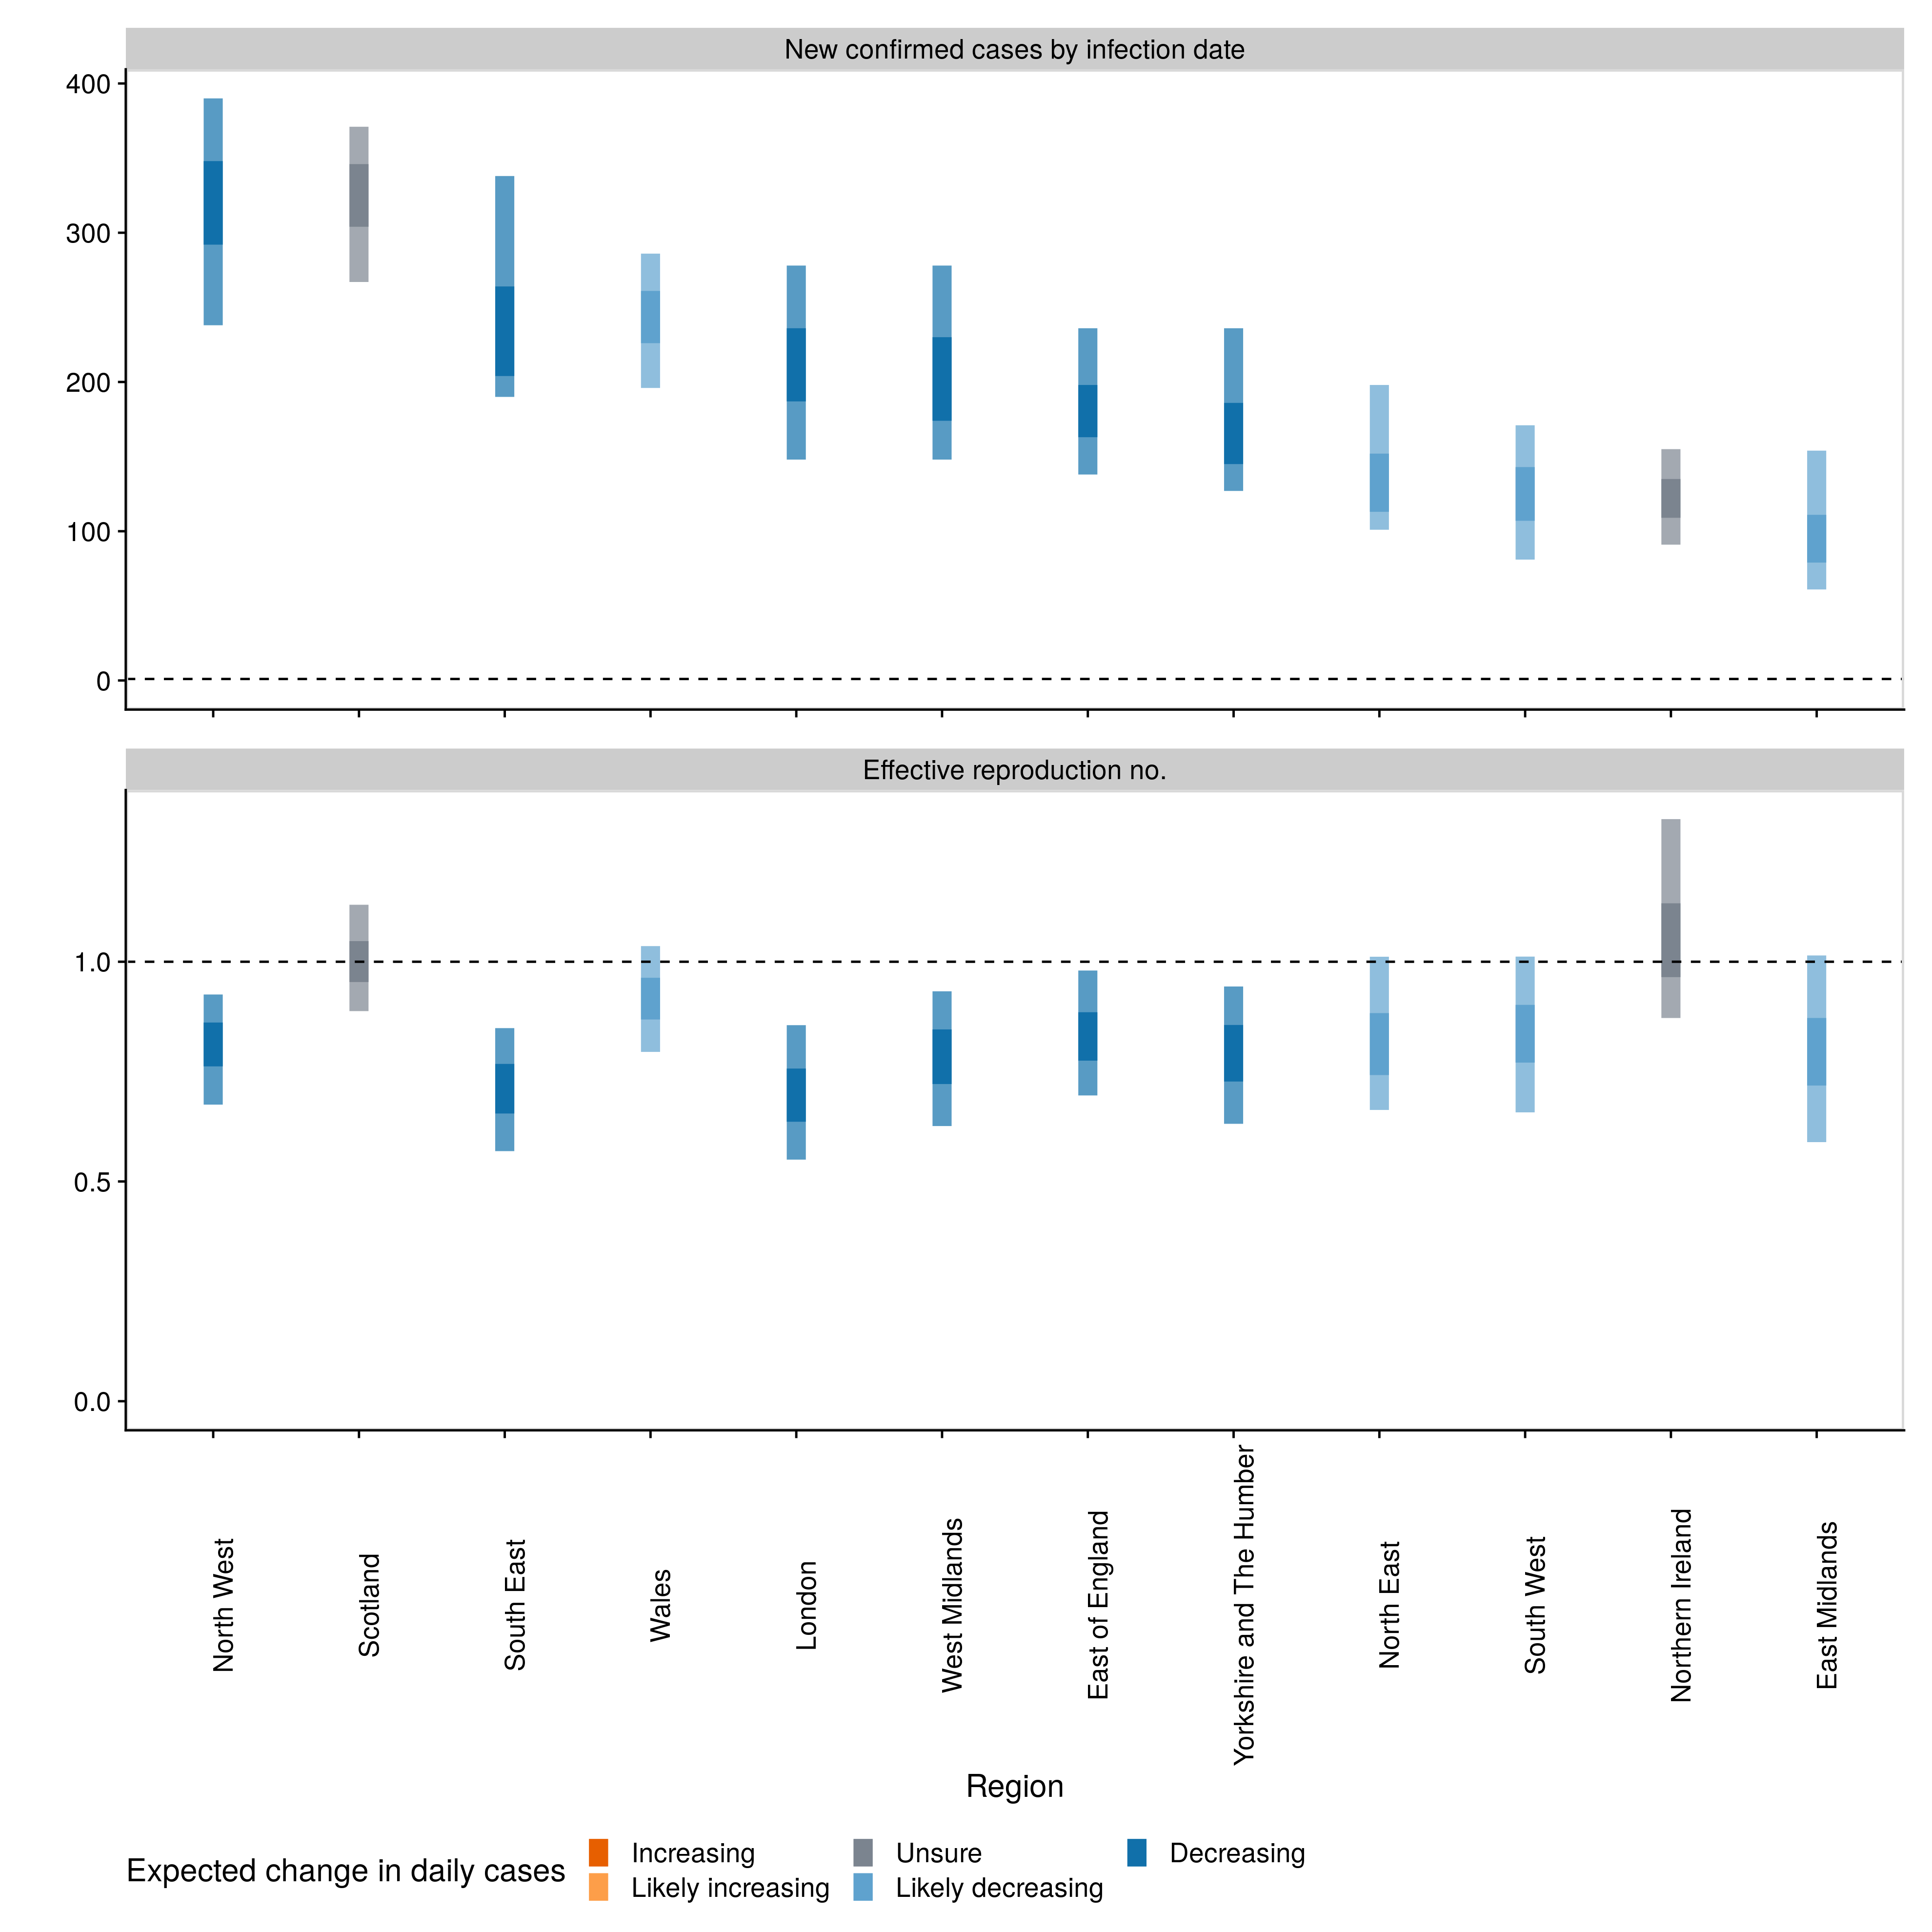 New confirmed cases by infection date
400
300
200
100
0
Effective reproduction no.
1.0
0.5
0.0
North West
Scotland
South East
Wales
London
West Midlands
East of England
Yorkshire and The Humber
North East
South West
Northern Ireland
East Midlands
Region
Expected change in daily cases
Increasing
Likely increasing
Unsure
Likely decreasing
Decreasing